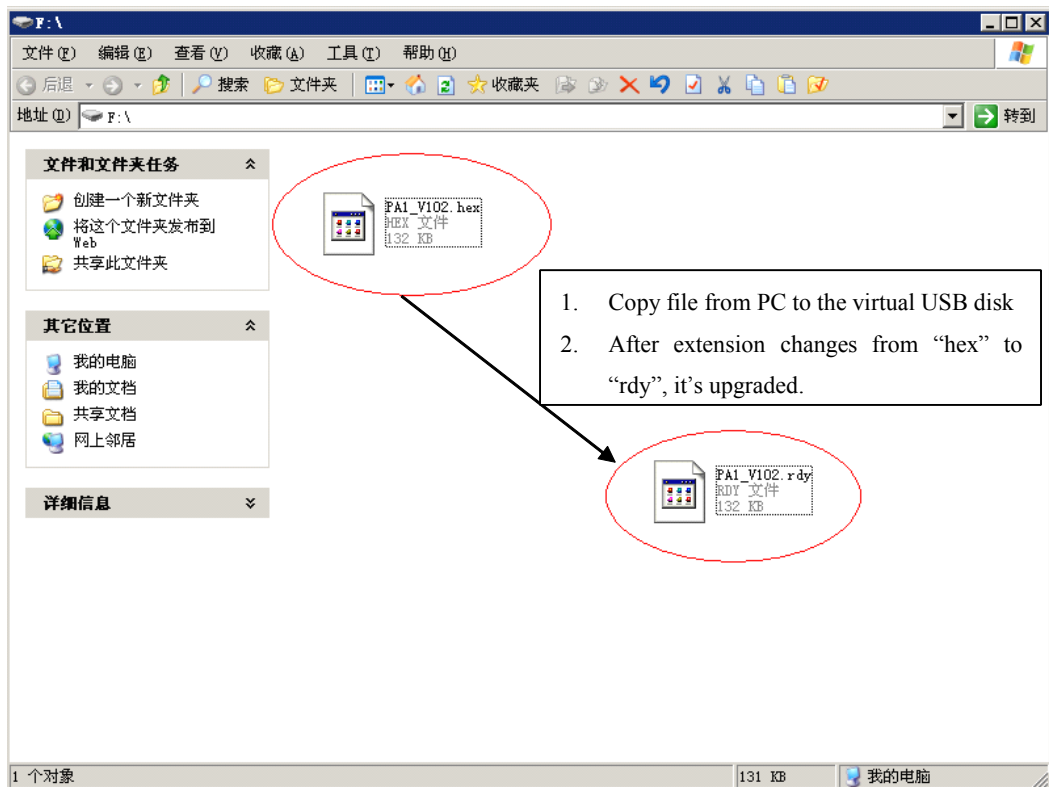 F:\
文件(F) 编辑(E) 查看(V) 收藏(A) 工具(T) 帮助(H)
后退 搜索 文件夹 收藏夹
地址(D) F:\ 转到
文件和文件夹任务
创建一个新文件夹
将这个文件夹发布到
Web
共享此文件夹
其它位置
我的电脑
我的文档
共享文档
网上邻居
详细信息
PA1_V102.hex
HEX 文件
132 KB
1. Copy file from PC to the virtual USB disk
2. After extension changes from “hex” to
“rdy”, it’s upgraded.
PA1_V102.rdy
RDY 文件
132 KB
1 个对象 131 KB 我的电脑